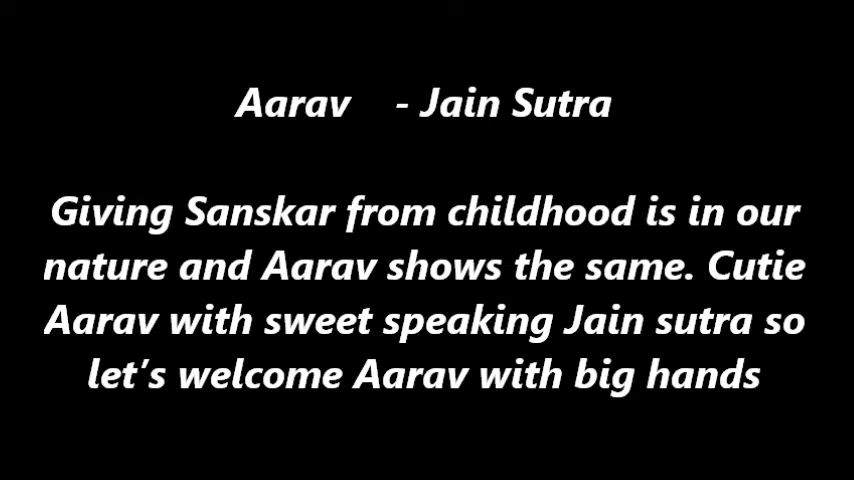 Aarav - Jain Sutra
Giving Sanskar from childhood is in our
nature and Aarav shows the same. Cutie
Aarav with sweet speaking Jain sutra so
let’s welcome Aarav with big hands